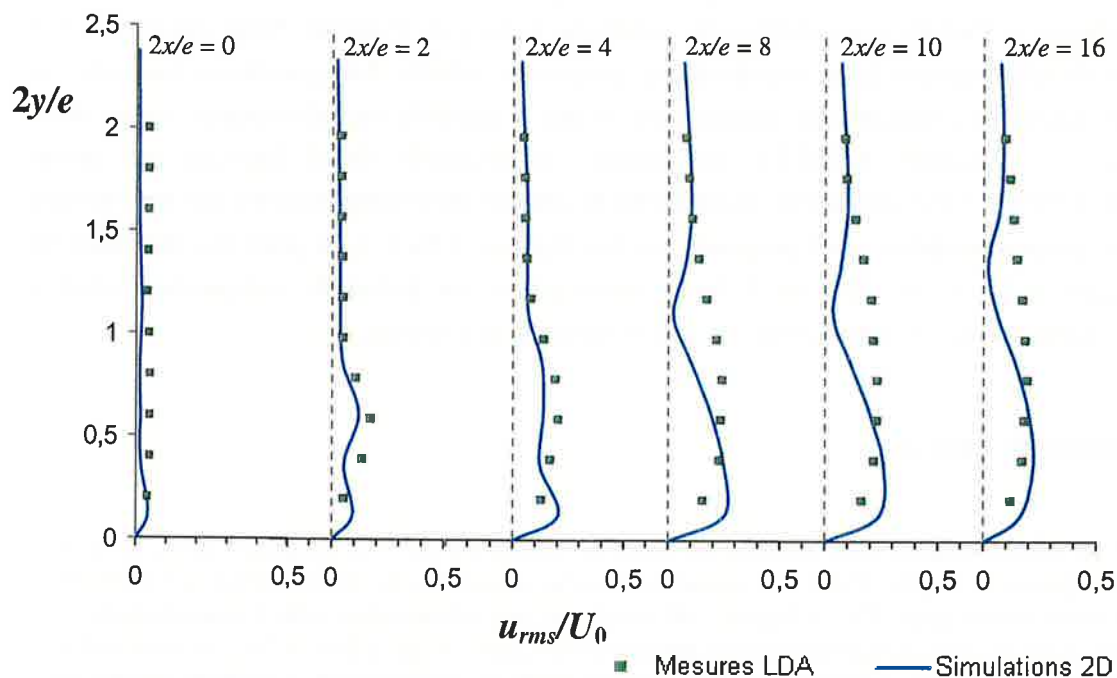 2,5
2x/e = 0
2x/e = 2
2x/e = 4
2x/e = 8
2x/e = 10
2x/e = 16
2y/e
2
1,5
1
0,5
0
0 0,5 0 0,5 0 0,5 0 0,5 0 0,5 0 0,5
u_rms/U_0
Mesures LDA
Simulations 2D